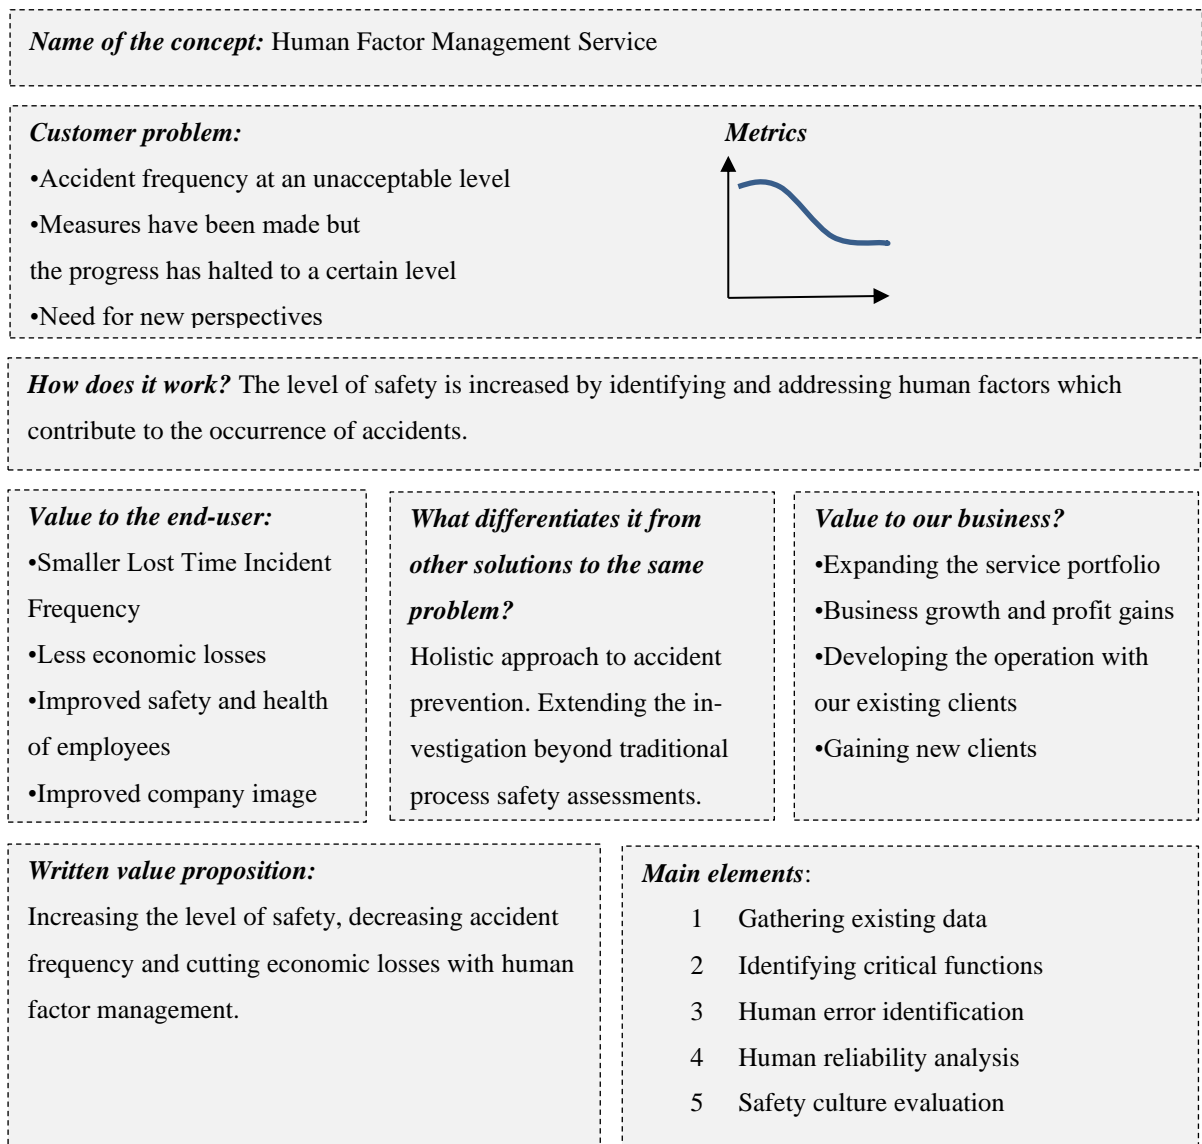 Name of the concept: Human Factor Management Service
Customer problem:
•Accident frequency at an unacceptable level
•Measures have been made but
the progress has halted to a certain level
•Need for new perspectives
Metrics
How does it work? The level of safety is increased by identifying and addressing human factors which
contribute to the occurrence of accidents.
Value to the end-user:
•Smaller Lost Time Incident
Frequency
•Less economic losses
•Improved safety and health
of employees
•Improved company image
What differentiates it from
other solutions to the same
problem?
Holistic approach to accident
prevention. Extending the in-
vestigation beyond traditional
process safety assessments.
Value to our business?
•Expanding the service portfolio
•Business growth and profit gains
•Developing the operation with
our existing clients
•Gaining new clients
Written value proposition:
Increasing the level of safety, decreasing accident
frequency and cutting economic losses with human
factor management.
Main elements:
1 Gathering existing data
2 Identifying critical functions
3 Human error identification
4 Human reliability analysis
5 Safety culture evaluation